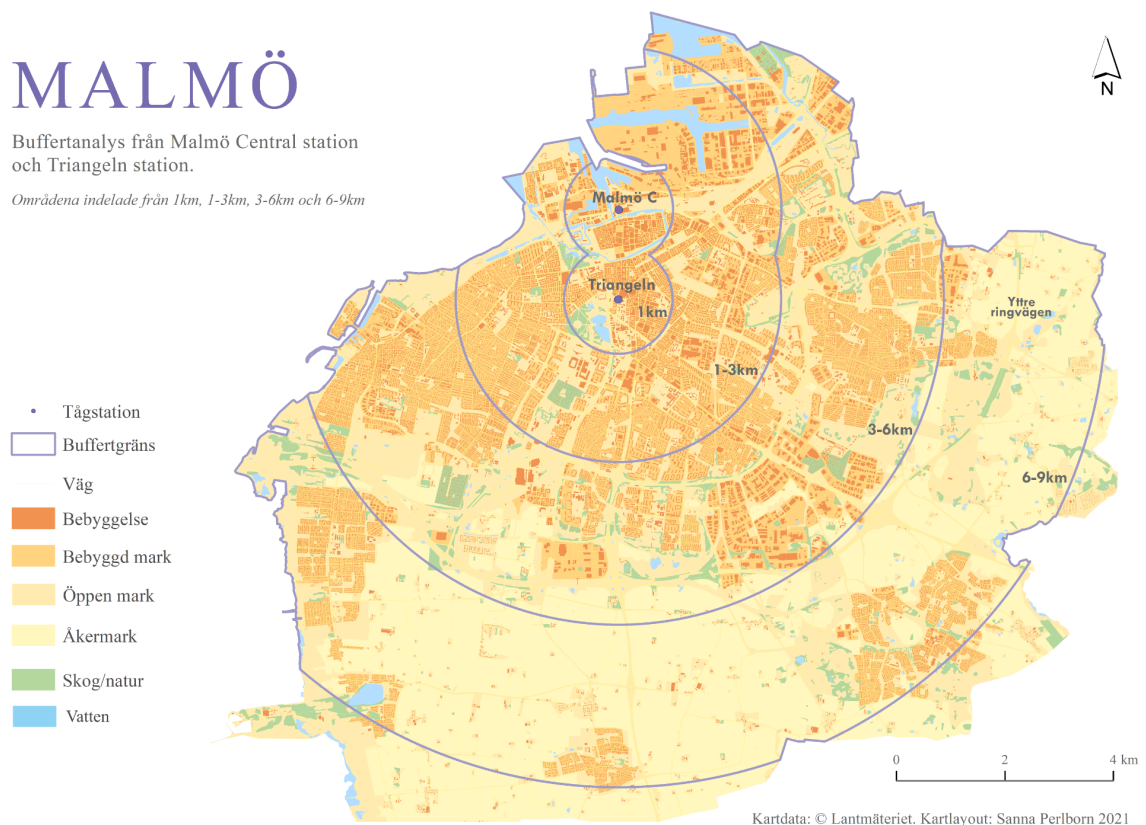 MALMÖ
Buffertanalys från Malmö Central station
och Triangeln station.
Områdena indelade från 1km, 1-3km, 3-6km och 6-9km
N
Malmö C
Triangeln
1km
Yttre
ringvägen
1-3km
3-6km
6-9km
Tågstation
Buffertgräns
Väg
Bebyggelse
Bebyggd mark
Öppen mark
Åkermark
Skog/natur
Vatten
0 2 4 km
Kartdata: © Lantmäteriet. Kartlayout: Sanna Perlborn 2021